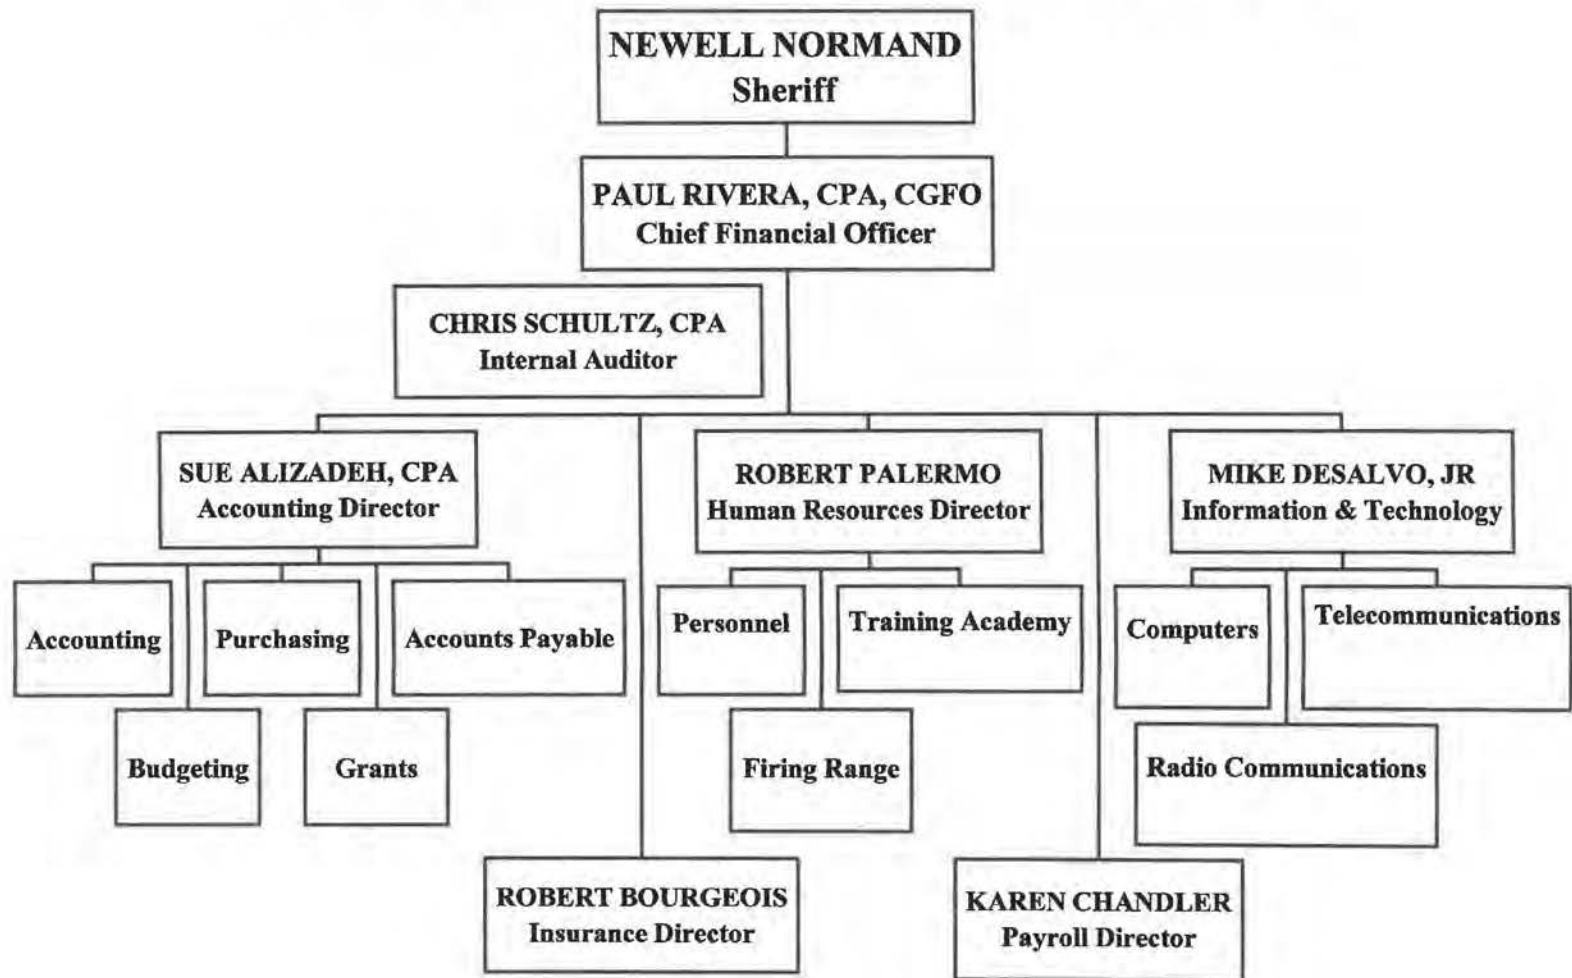 NEWELL NORMAND
Sheriff
PAUL RIVERA, CPA, CGFO
Chief Financial Officer
CHRIS SCHULTZ, CPA
Internal Auditor
SUE ALIZADEH, CPA
Accounting Director
ROBERT PALERMO
Human Resources Director
MIKE DESALVO, JR
Information & Technology
Accounting
Purchasing
Accounts Payable
Personnel
Training Academy
Computers
Telecommunications
Budgeting
Grants
Firing Range
Radio Communications
ROBERT BOURGEOIS
Insurance Director
KAREN CHANDLER
Payroll Director